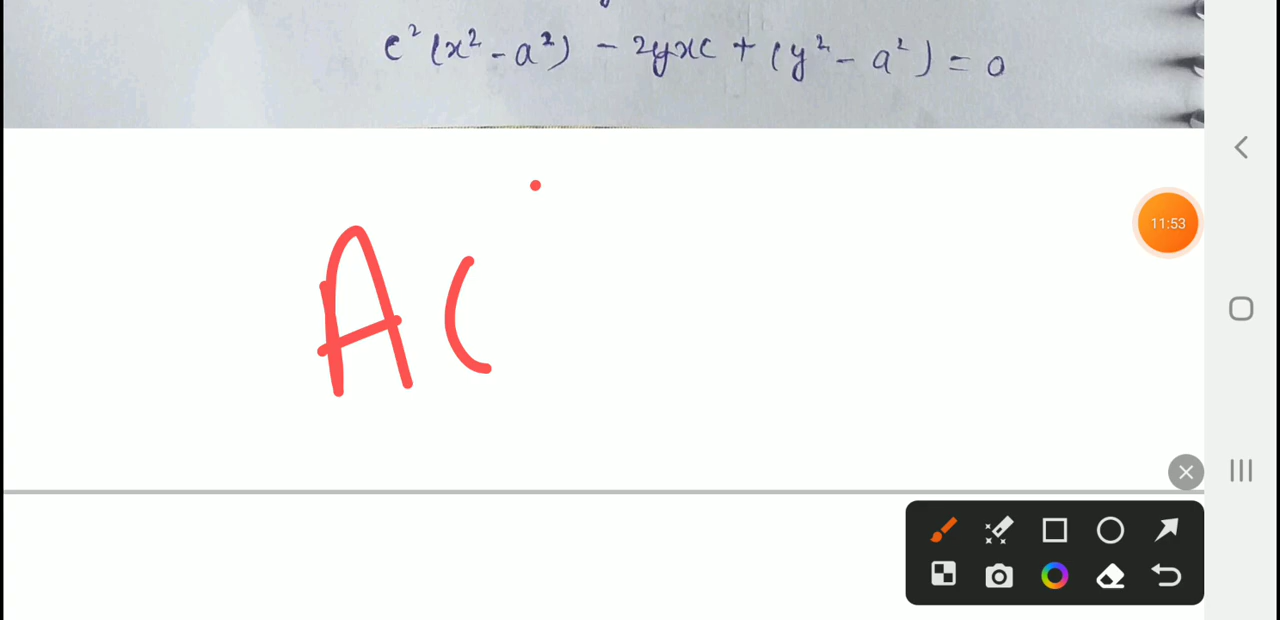 c²(x²-a²) - 2yxc + (y²-a²) = 0
A(
11:53